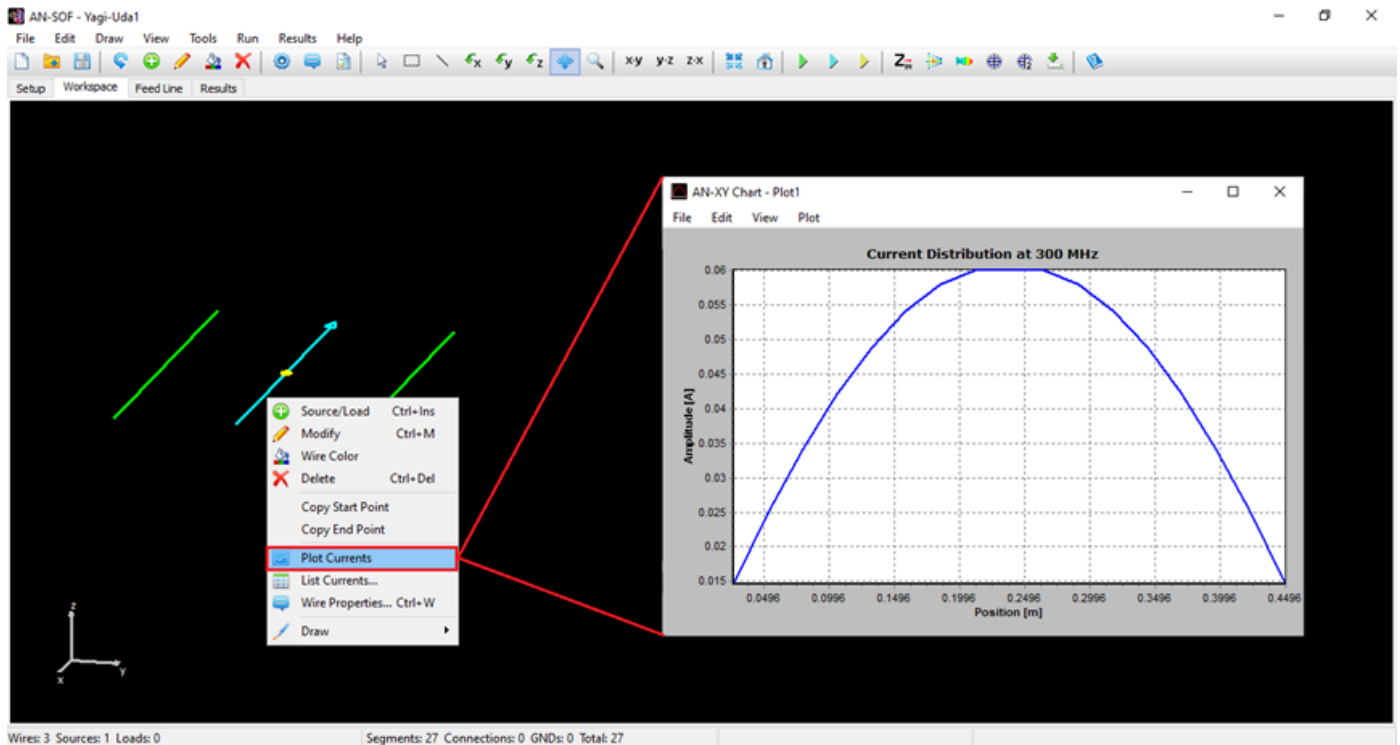 AN-SOF - Yagi-Uda1
File Edit Draw View Tools Run Results Help
x·y y·z z·x Z IN 2
Setup Workspace Feed Line Results
AN-XY Chart - Plot1
File Edit View Plot
Current Distribution at 300 MHz
0.06
0.055
0.05
0.045
0.04
0.035
0.03
0.025
0.02
0.015
Amplitude [A]
0.0496 0.0996 0.1496 0.1996 0.2496 0.2996 0.3496 0.3996 0.4496
Position [m]
Source/Load Ctrl+Ins
Modify Ctrl+M
Wire Color
Delete Ctrl+Del
Copy Start Point
Copy End Point
Plot Currents
List Currents...
Wire Properties... Ctrl+W
Draw
z
y
x
Wires: 3 Sources: 1 Loads: 0 Segments: 27 Connections: 0 GNDs: 0 Total: 27